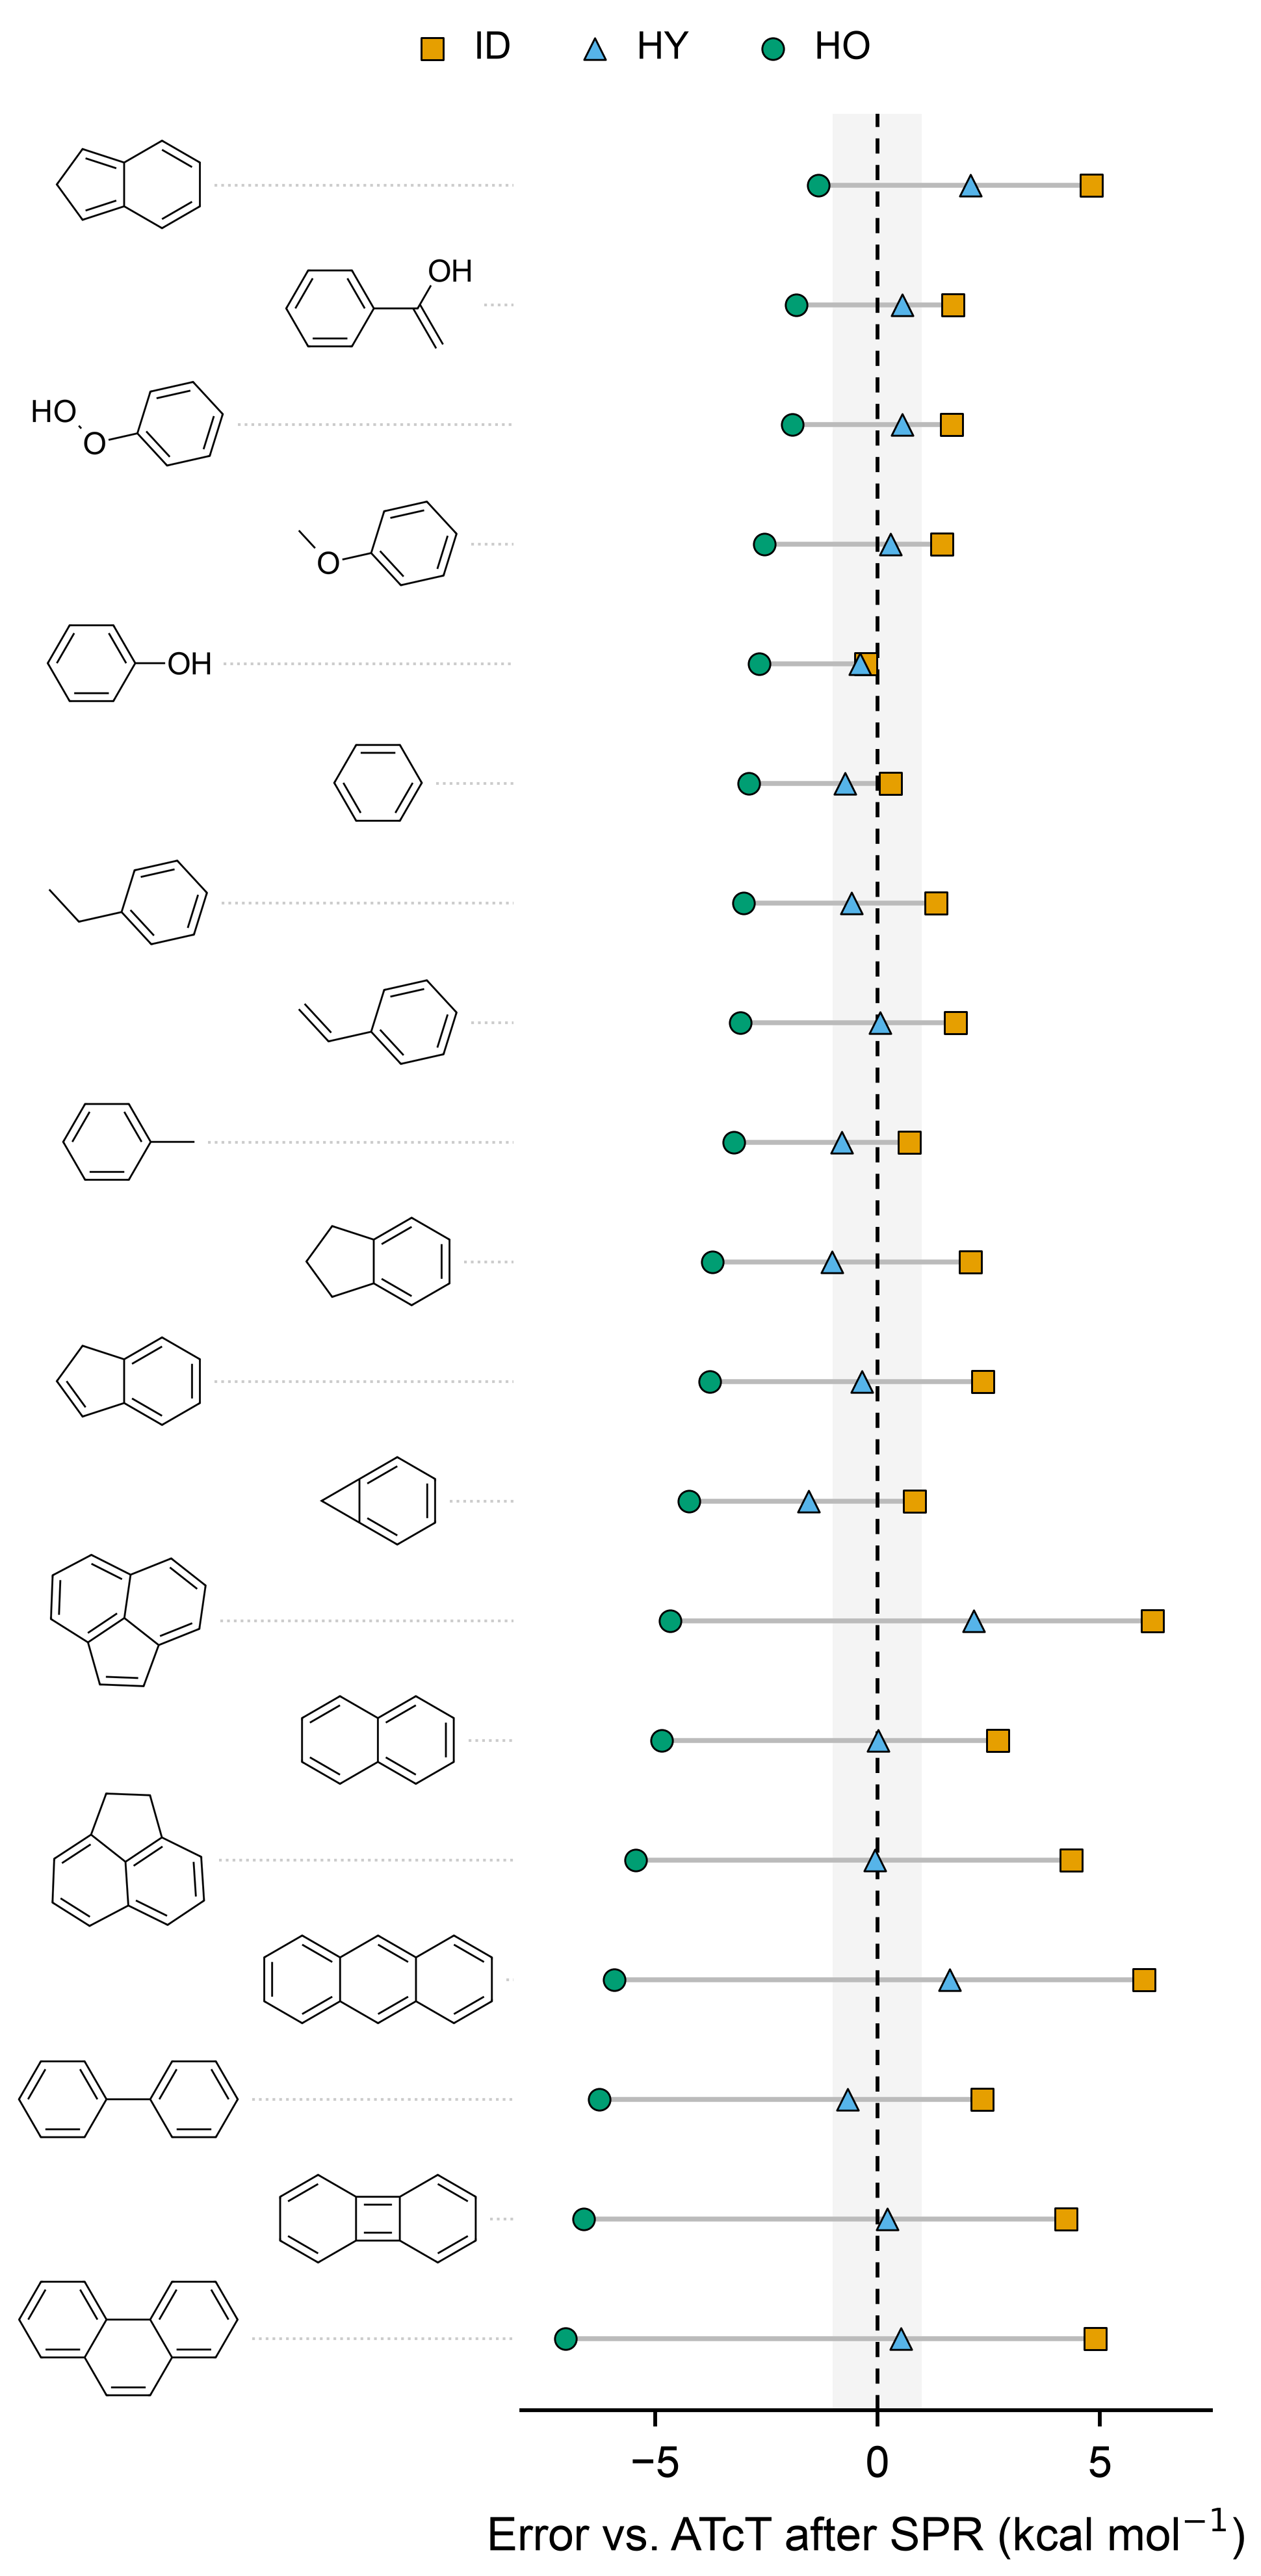 ID HY HO
OH
HO
O
O
OH
−5 0 5
Error vs. ATcT after SPR (kcal mol⁻¹)